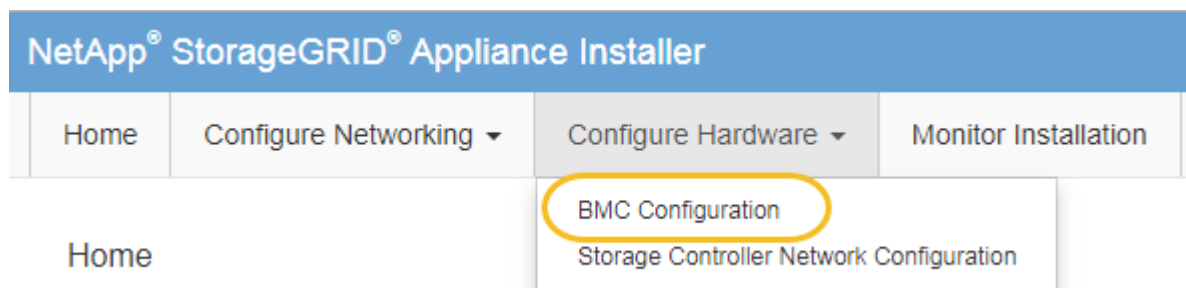 NetApp® StorageGRID® Appliance Installer
Home Configure Networking Configure Hardware Monitor Installation
BMC Configuration
Home
Storage Controller Network Configuration